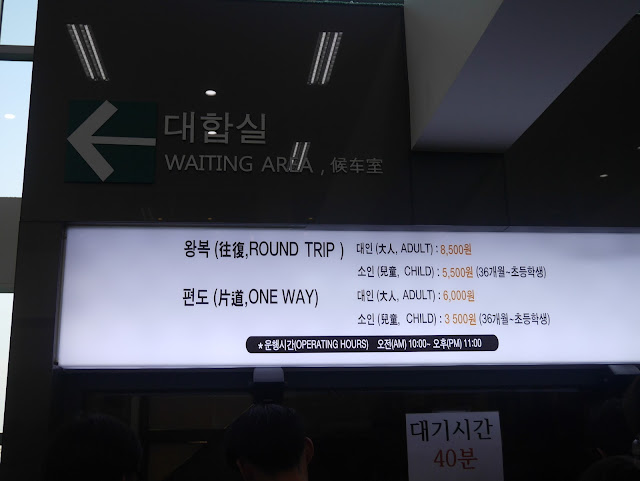 대합실
WAITING AREA , 候车室
왕복 (往復,ROUND TRIP ) 대인 (大人, ADULT) : 8,500원
소인 (兒童, CHILD) : 5,500원 (36개월~초등학생)
편도 (片道,ONE WAY) 대인 (大人, ADULT) : 6,000원
소인 (兒童, CHILD) : 3 500원 (36개월~초등학생)
* 운행시간(OPERATING HOURS) 오전(AM) 10:00~ 오후(PM) 11:00
대기시간
40분